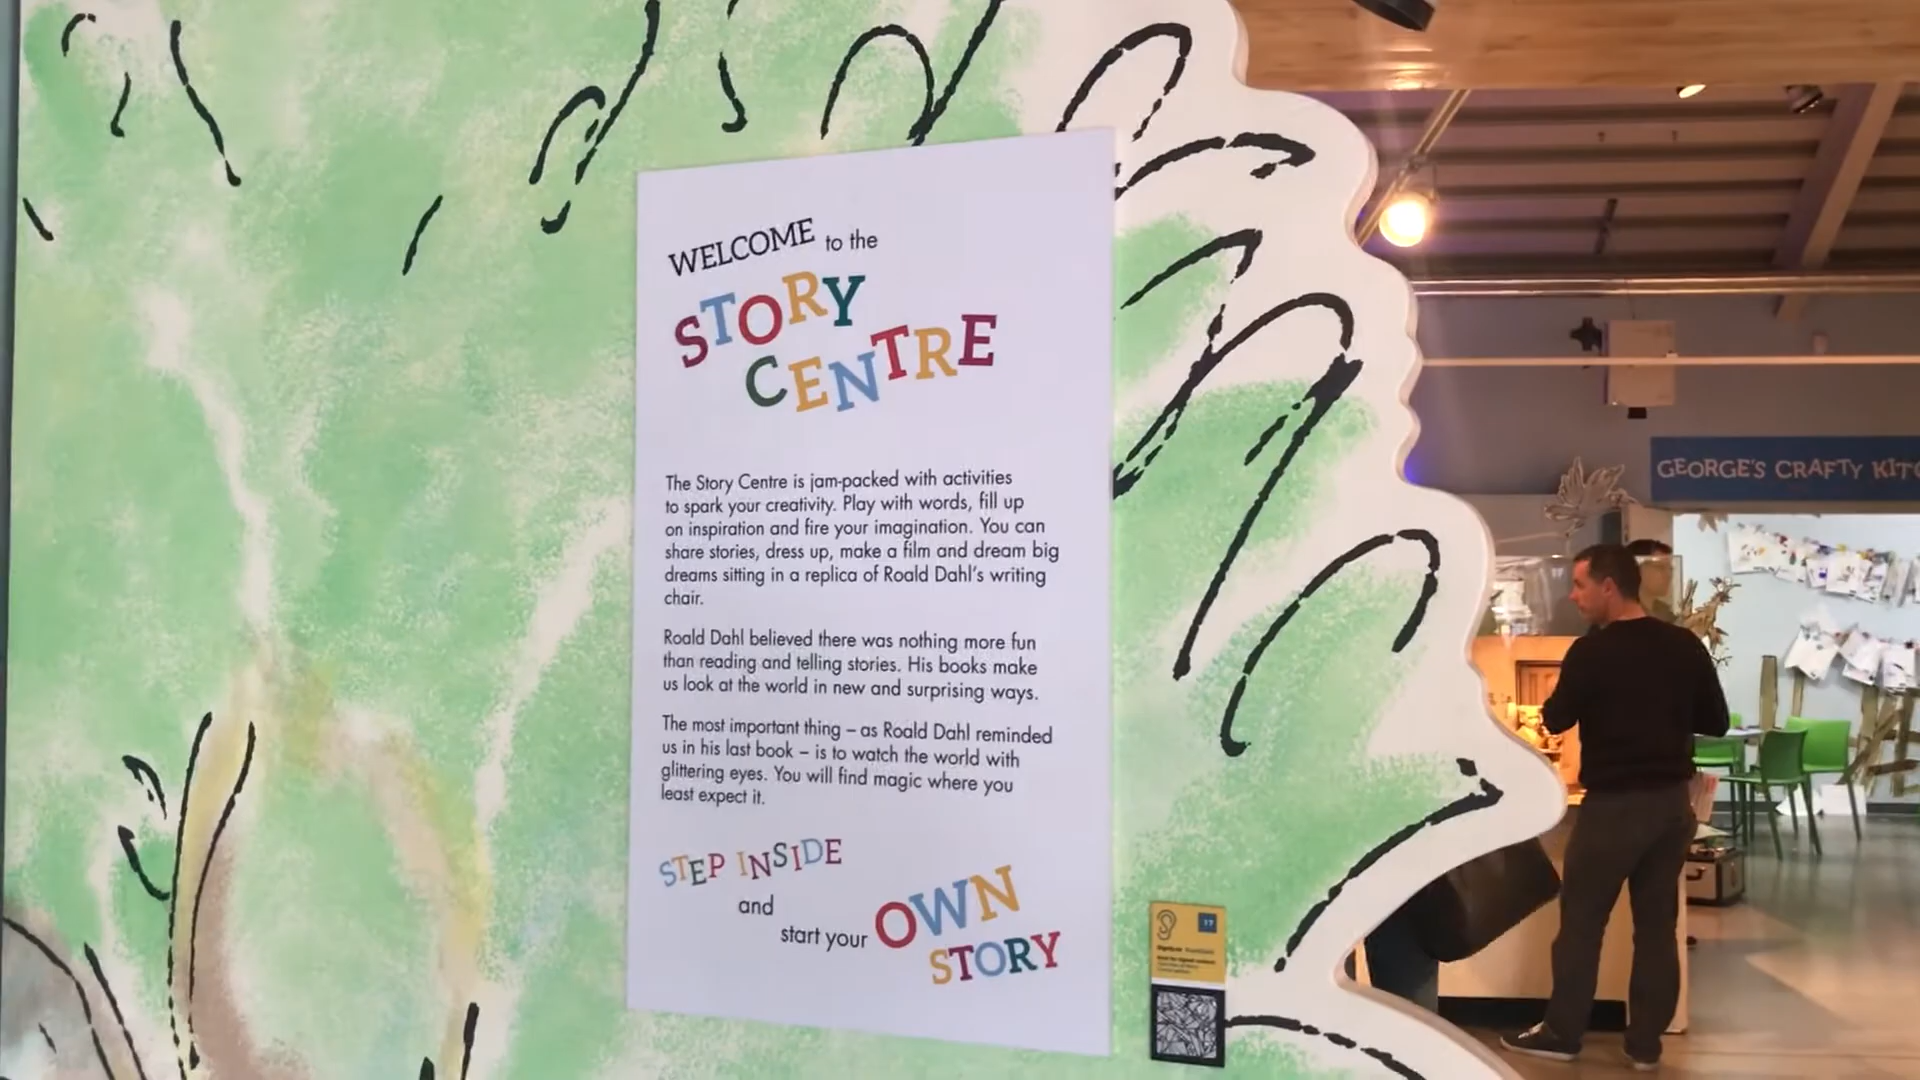 WELCOME to the
STORY
CENTRE
The Story Centre is jam-packed with activities
to spark your creativity. Play with words, fill up
on inspiration and fire your imagination. You can
share stories, dress up, make a film and dream big
dreams sitting in a replica of Roald Dahl's writing
chair.
Roald Dahl believed there was nothing more fun
than reading and telling stories. His books make
us look at the world in new and surprising ways.
The most important thing – as Roald Dahl reminded
us in his last book – is to watch the world with
glittering eyes. You will find magic where you
least expect it.
STEP INSIDE
and
start your OWN
STORY
GEORGE'S CRAFTY
17